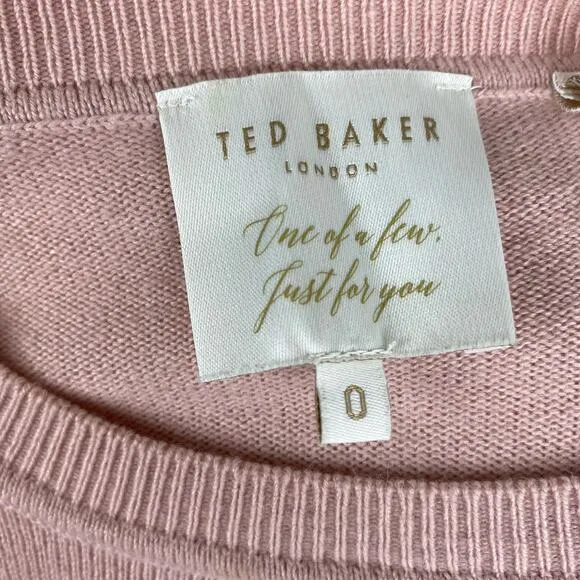 TED BAKER
LONDON
One of a few.
Just for you
0